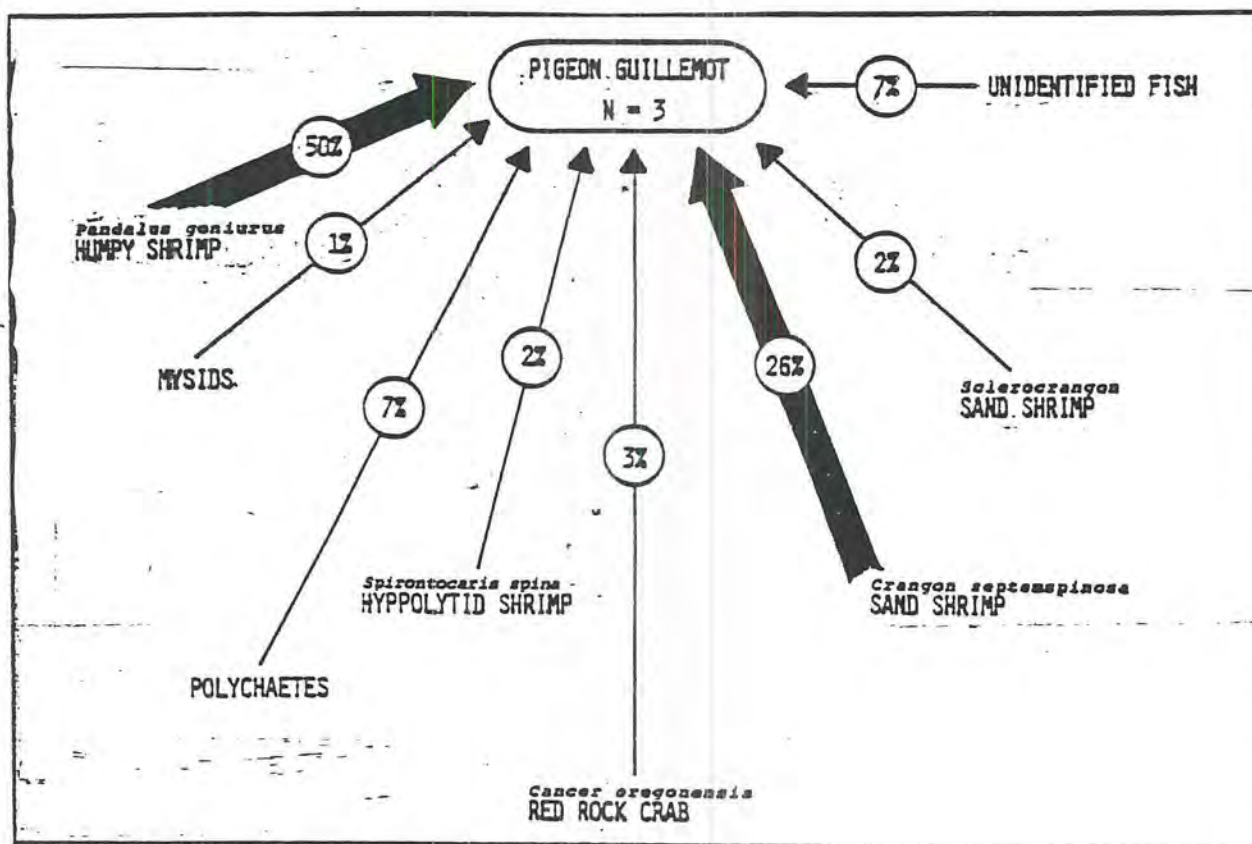 PIGEON GUILLEMOT
N = 3
7%
UNIDENTIFIED FISH
50%
Pandalus goniurus
HUMPY SHRIMP
1%
MYSIDS
7%
POLYCHAETES
2%
Spirontocaris spina
HYPPOLYTID SHRIMP
3%
Cancer oregonensis
RED ROCK CRAB
26%
Crangon septemspinosa
SAND SHRIMP
2%
Sclerocrangon
SAND SHRIMP